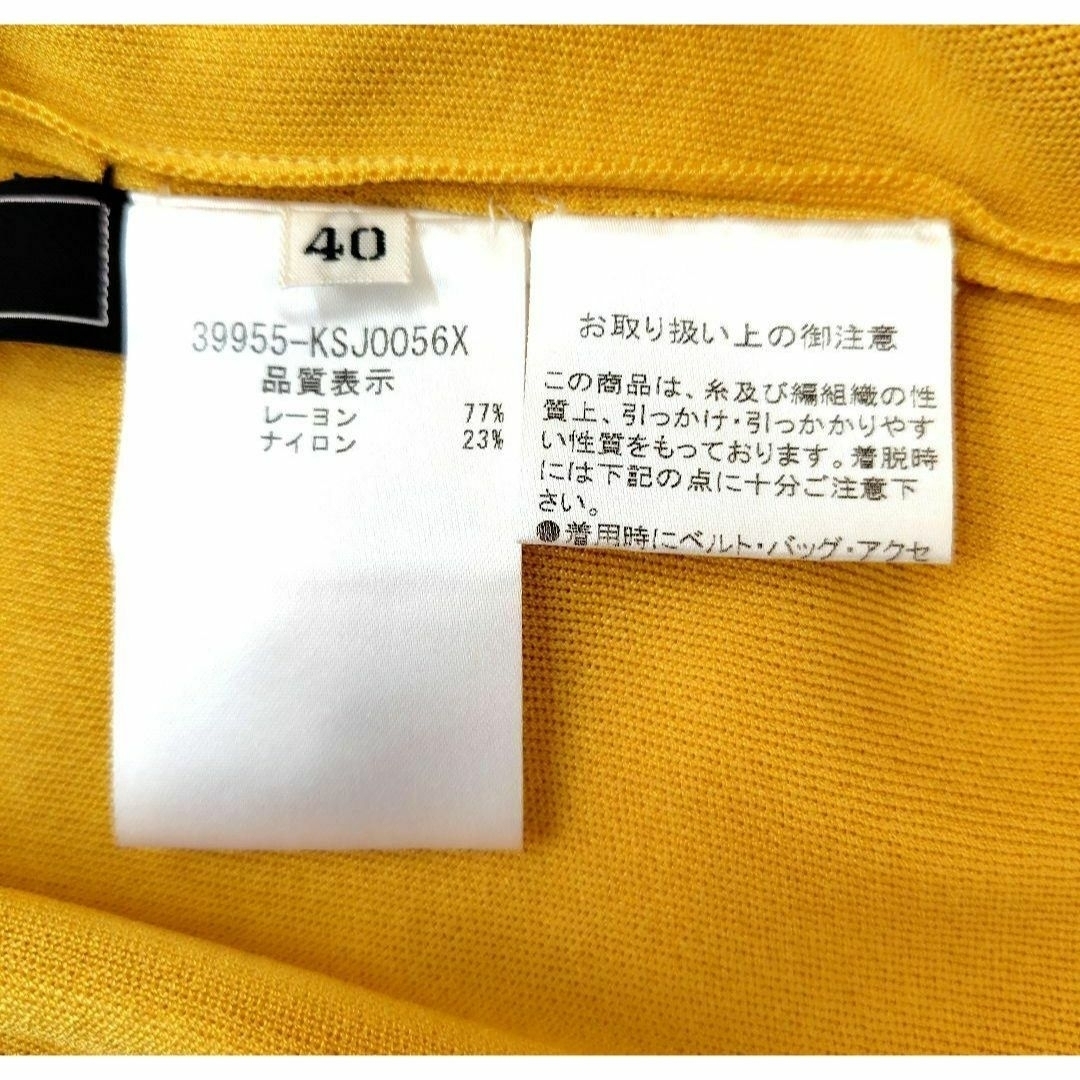 40
39955-KSJ0056X
品質表示
レーヨン 77%
ナイロン 23%
お取り扱い上の御注意
この商品は、糸及び編組織の性
質上、引っかけ・引っかかりやす
い性質をもっております。着脱時
には下記の点に十分ご注意下
さい。
●着用時にベルト・バッグ・アクセ